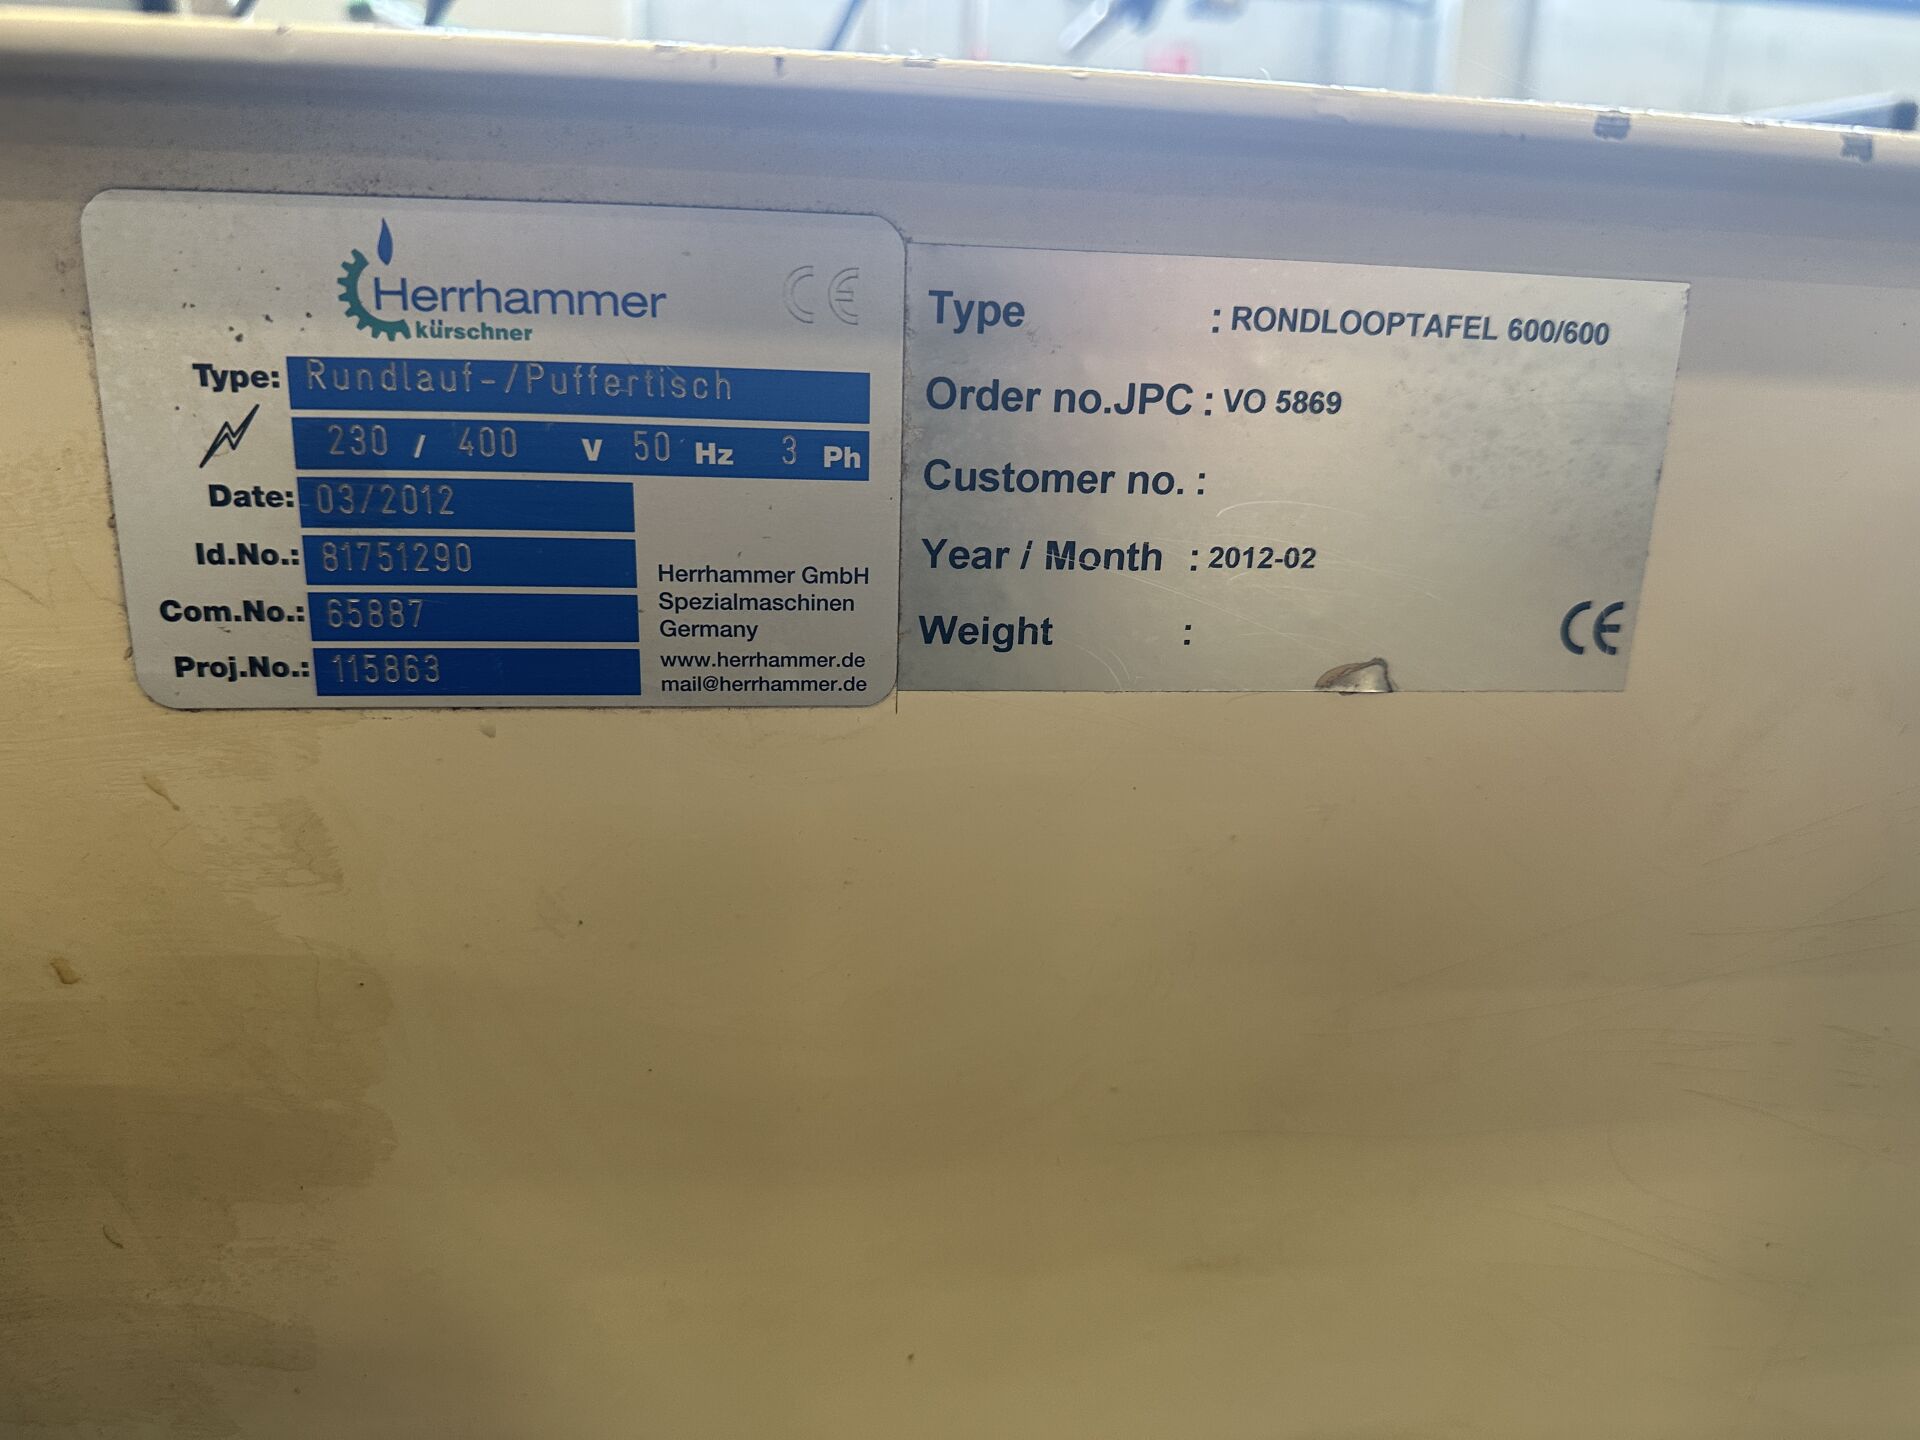 Herrhammer
kürschner
CE
Type: Rundlauf-/Puffertisch
230 / 400 V 50 Hz 3 Ph
Date: 03/2012
Id.No.: 81751290
Com.No.: 65887
Proj.No.: 115863
Herrhammer GmbH
Spezialmaschinen
Germany
www.herrhammer.de
mail@herrhammer.de
Type : RONDLOOPTAFEL 600/600
Order no.JPC : VO 5869
Customer no. :
Year / Month : 2012-02
Weight :
CE